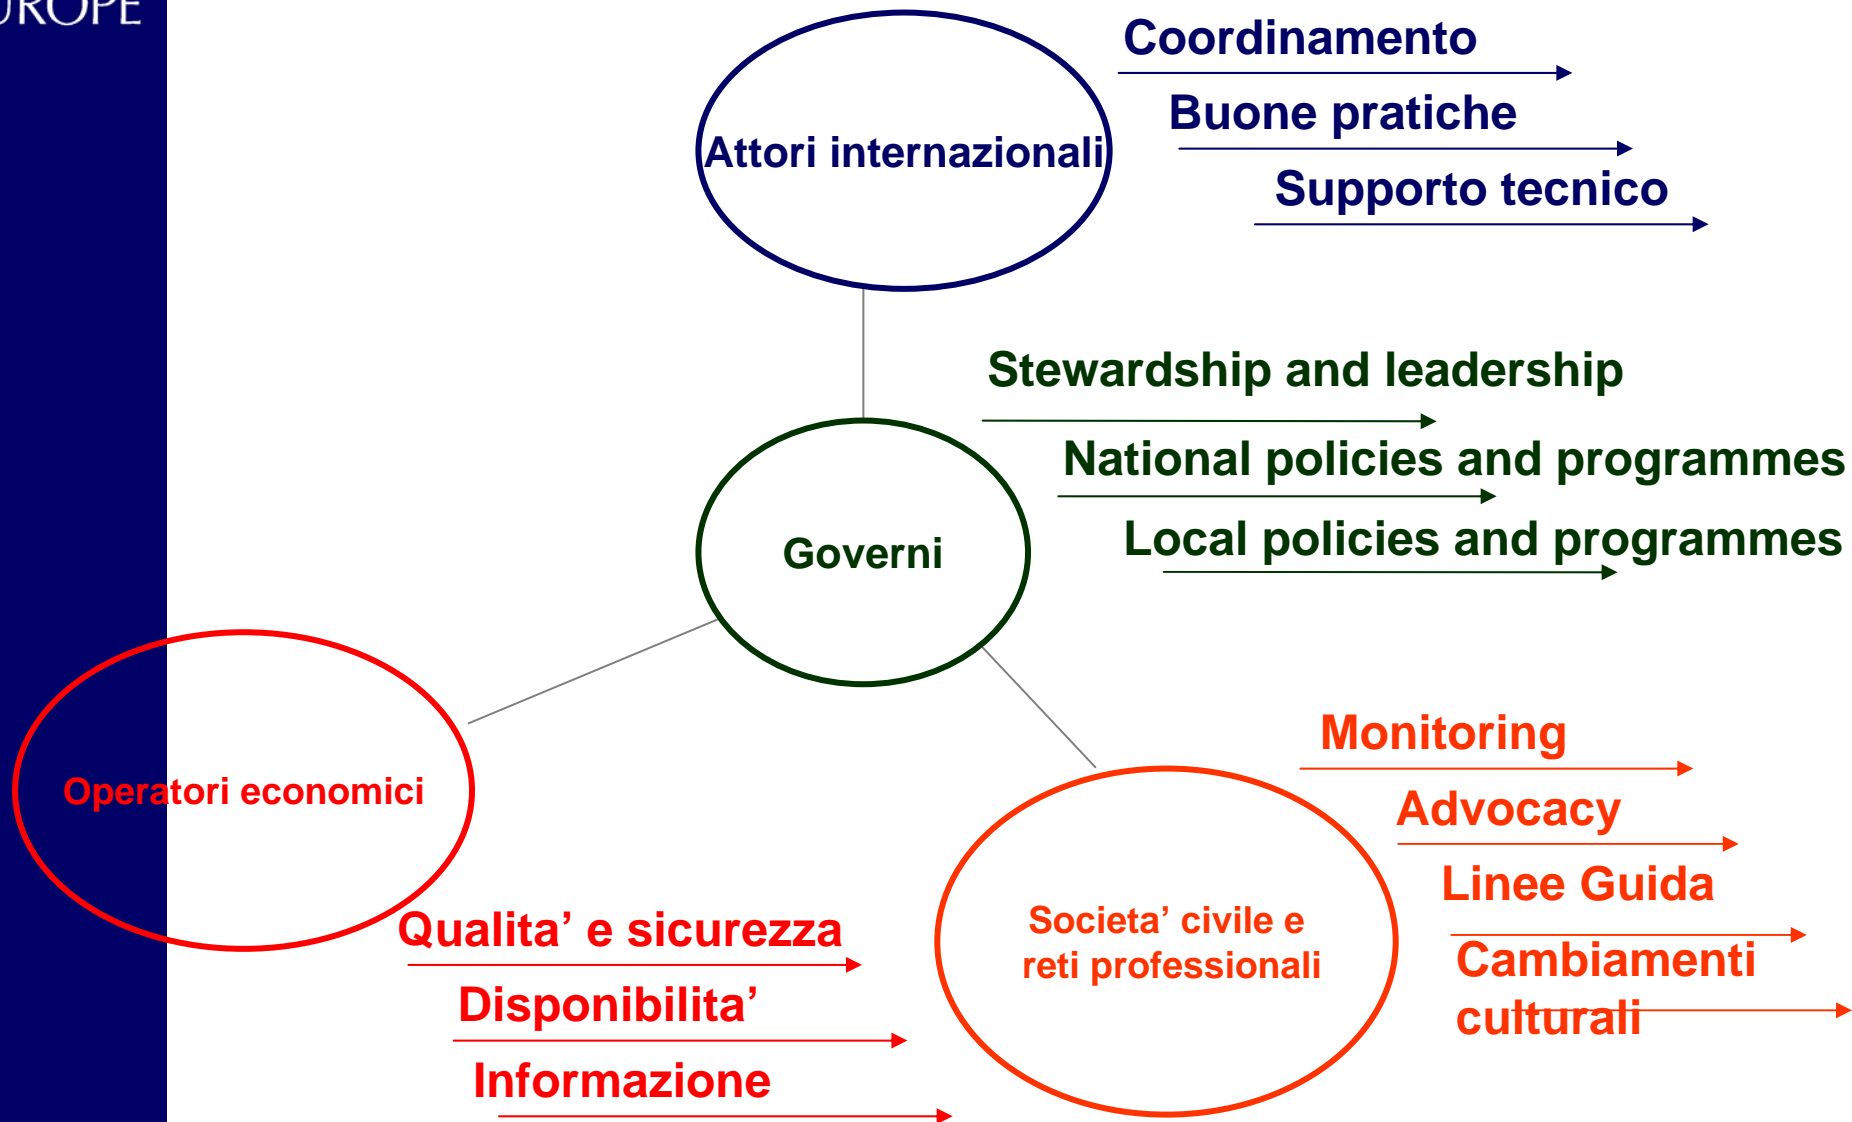 EUROPE
Coordinamento
Buone pratiche
Attori internazionali
Supporto tecnico
Stewardship and leadership
National policies and programmes
Local policies and programmes
Governi
Monitoring
Operatori economici
Advocacy
Linee Guida
Qualita’ e sicurezza
Societa’ civile e
reti professionali
Cambiamenti
culturali
Disponibilita’
Informazione